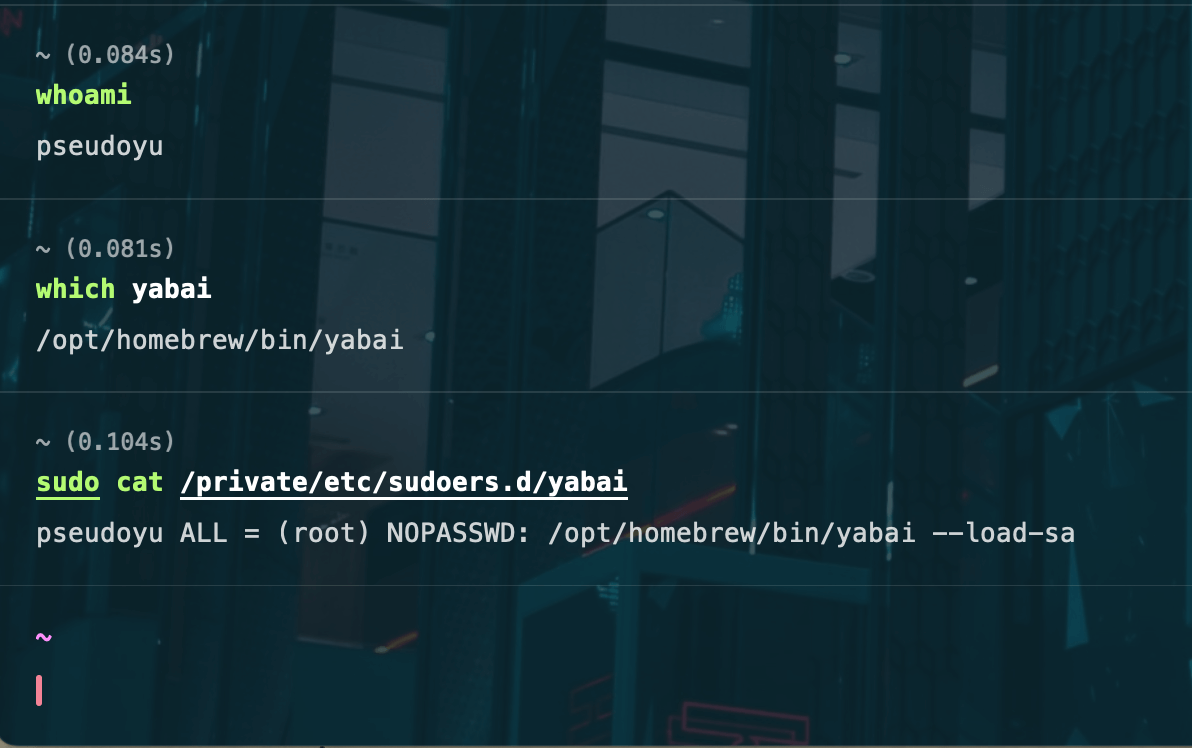 ~ (0.084s)
whoami
pseudoyu
~ (0.081s)
which yabai
/opt/homebrew/bin/yabai
~ (0.104s)
sudo cat /private/etc/sudoers.d/yabai
pseudoyu ALL = (root) NOPASSWD: /opt/homebrew/bin/yabai --load-sa
~